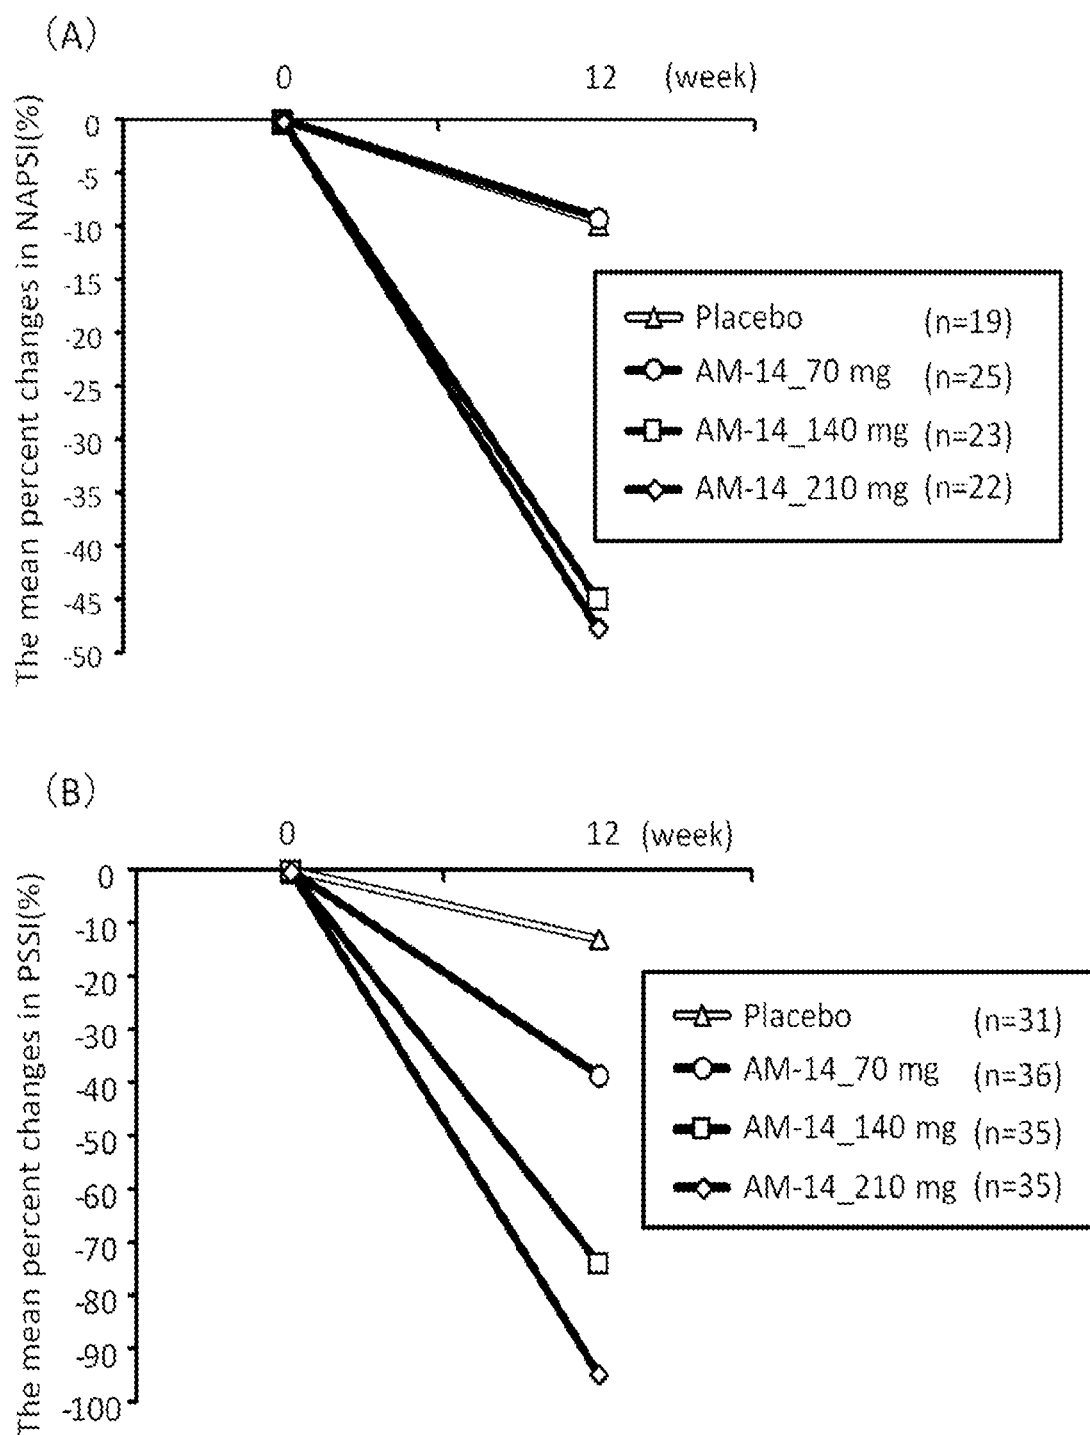 (A)
0 12 (week)
The mean percent changes in NAPSI(%)
0
-5
-10
-15
-20
-25
-30
-35
-40
-45
-50
Placebo (n=19)
AM-14_70 mg (n=25)
AM-14_140 mg (n=23)
AM-14_210 mg (n=22)
(B)
0 12 (week)
The mean percent changes in PSSI(%)
0
-10
-20
-30
-40
-50
-60
-70
-80
-90
-100
Placebo (n=31)
AM-14_70 mg (n=36)
AM-14_140 mg (n=35)
AM-14_210 mg (n=35)